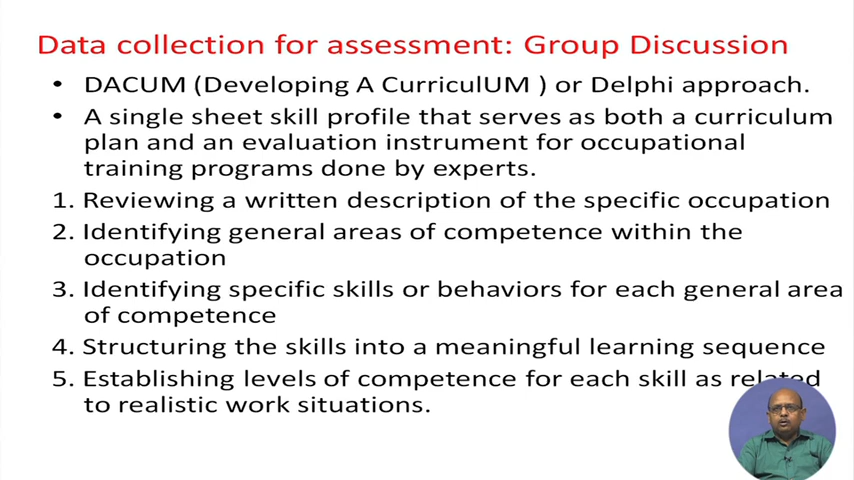 Data collection for assessment: Group Discussion
• DACUM (Developing A CurriculUM ) or Delphi approach.
• A single sheet skill profile that serves as both a curriculum
plan and an evaluation instrument for occupational
training programs done by experts.
1. Reviewing a written description of the specific occupation
2. Identifying general areas of competence within the
occupation
3. Identifying specific skills or behaviors for each general area
of competence
4. Structuring the skills into a meaningful learning sequence
5. Establishing levels of competence for each skill as related
to realistic work situations.